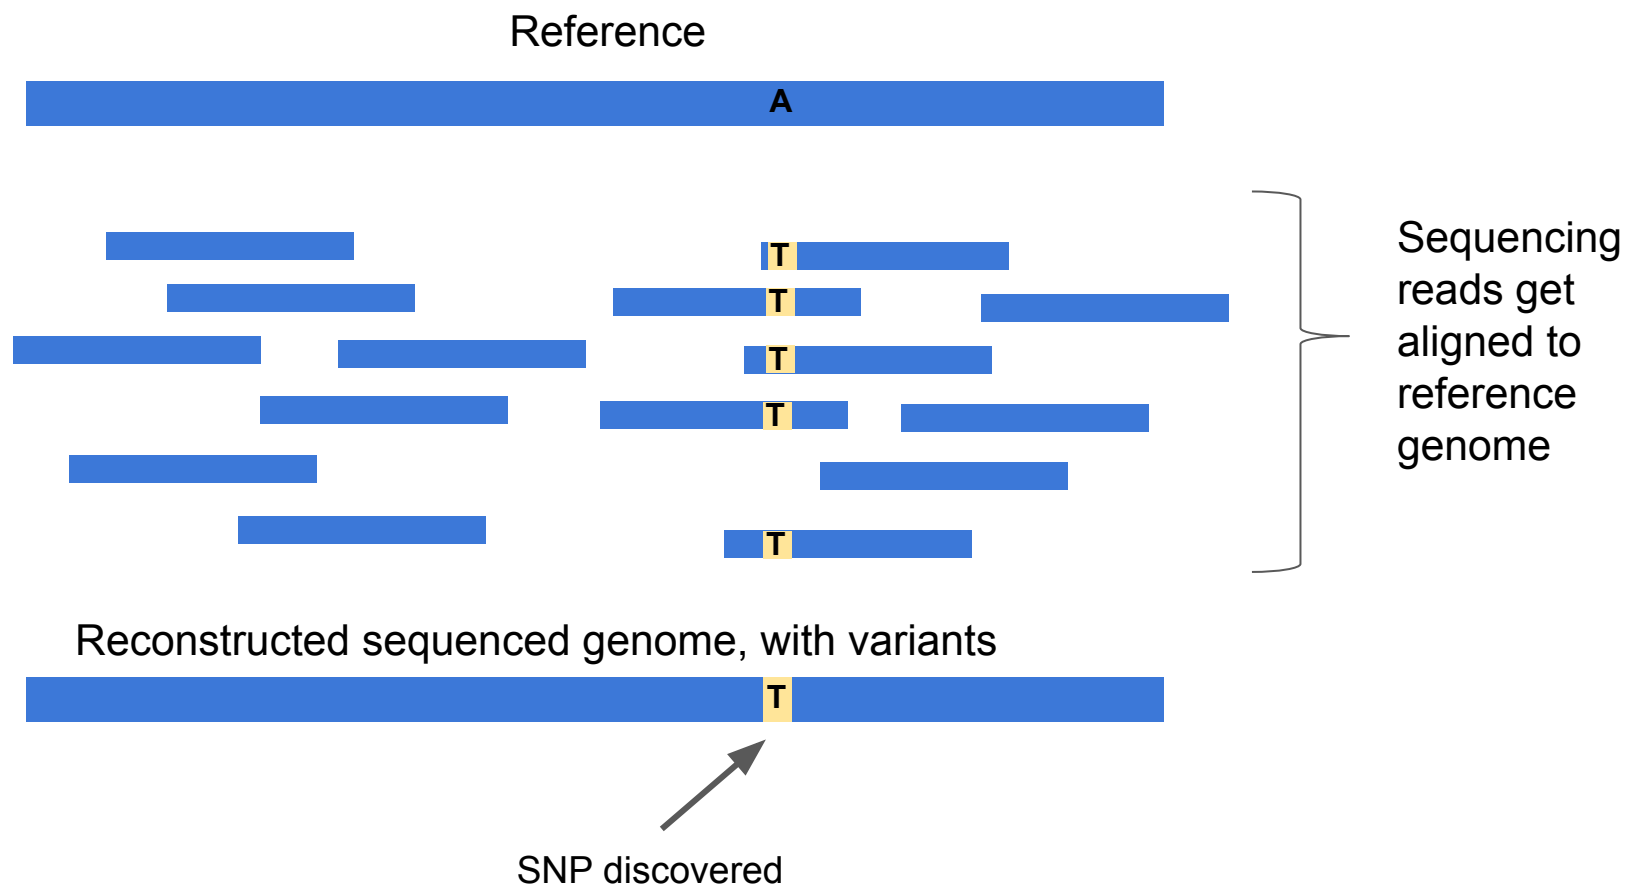 Reference
A
T
T
T
T
T
Sequencing
reads get
aligned to
reference
genome
Reconstructed sequenced genome, with variants
T
SNP discovered